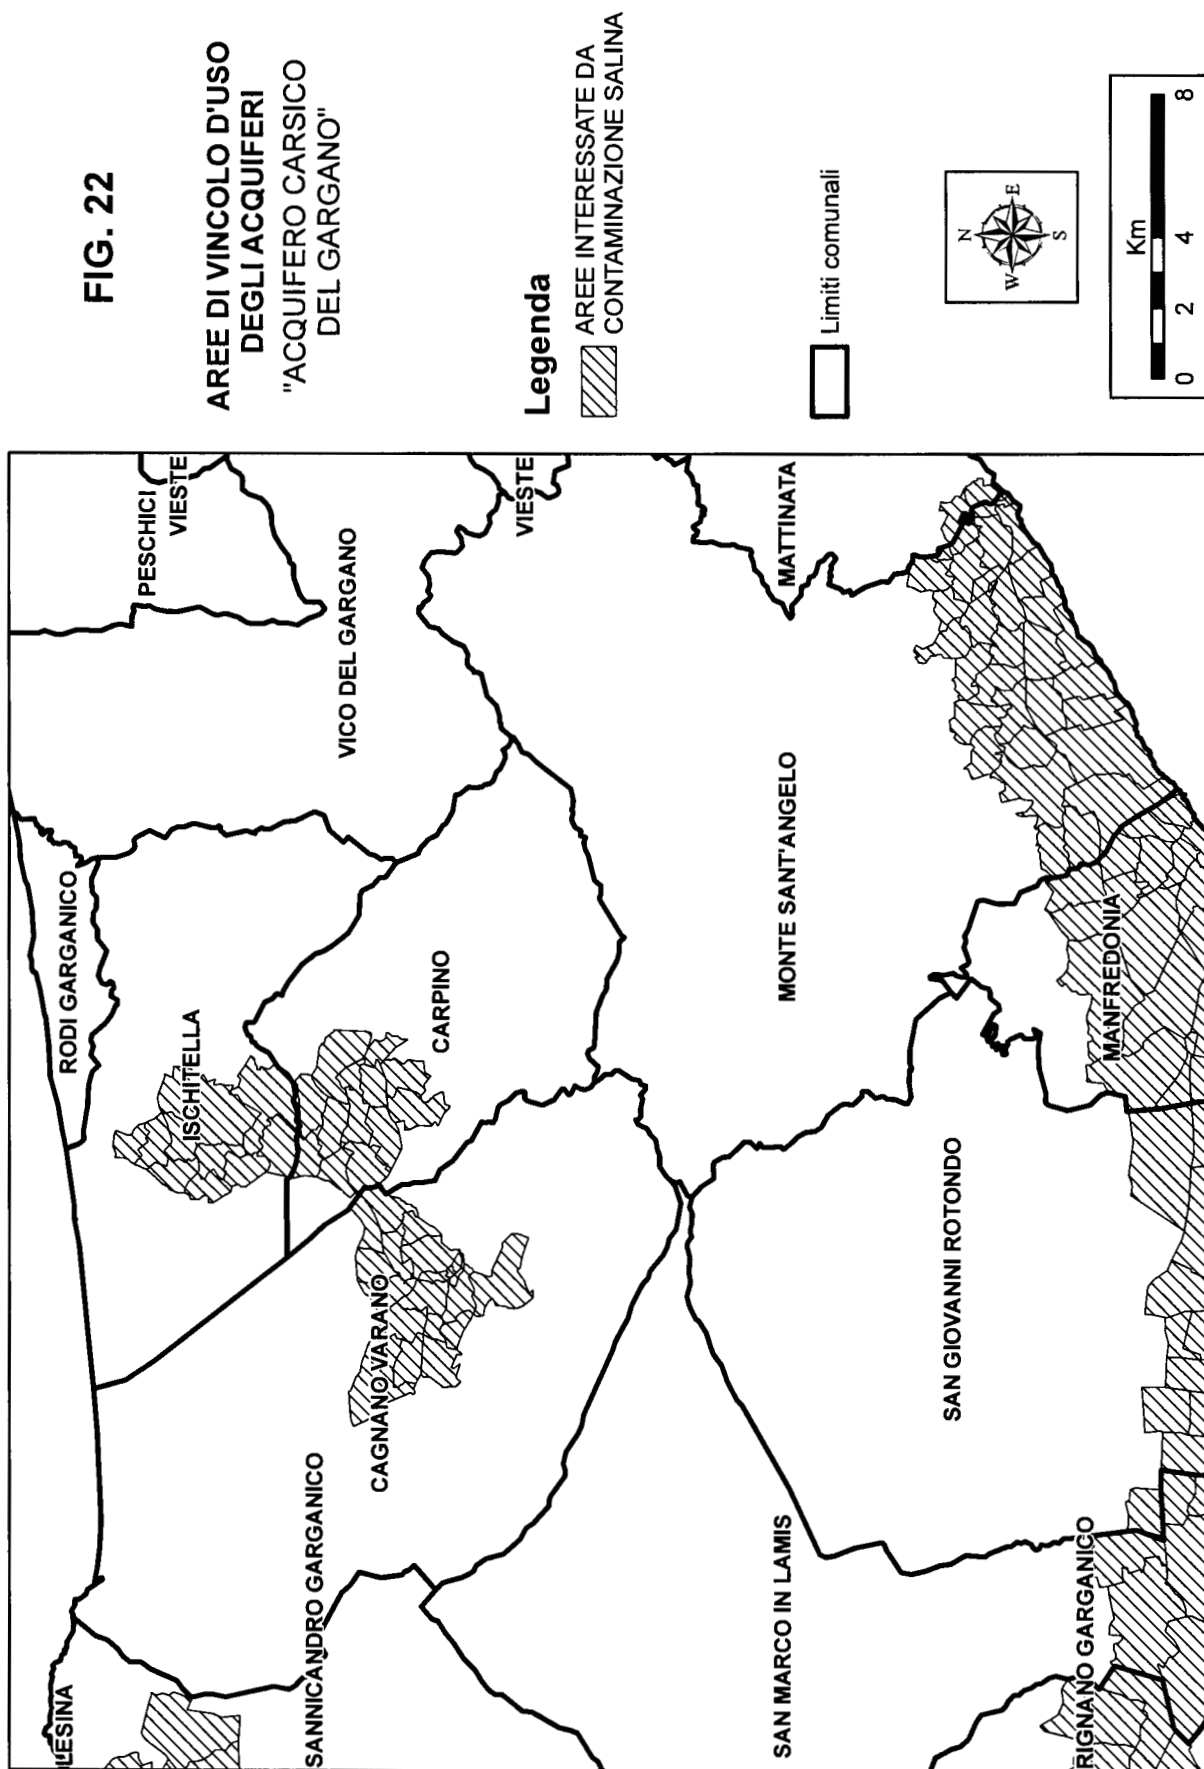 FIG. 22
AREE DI VINCOLO D'USO
DEGLI ACQUIFERI
"ACQUIFERO CARSICO
DEL GARGANO"
Legenda
AREE INTERESSATE DA
CONTAMINAZIONE SALINA
Limiti comunali
N
W
E
S
Km
0 2 4 8
LESINA
RODI GARGANICO
PESCHICI
VIESTE
ISCHITELLA
SANNICANDRO GARGANICO
CAGNANO VARANO
VICO DEL GARGANO
CARPINO
VIESTE
SAN MARCO IN LAMIS
MONTE SANT'ANGELO
MATTINATA
SAN GIOVANNI ROTONDO
RIGNANO GARGANICO
MANFREDONIA